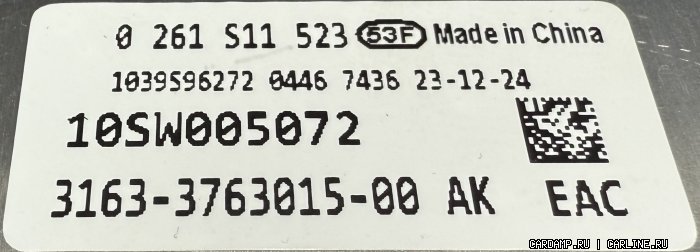 0 261 S11 523 53F Made in China
1039S96272 0446 7436 23-12-24
10SW005072
3163-3763015-00 AK EAC
CARDAMP.RU | CARLINE.RU